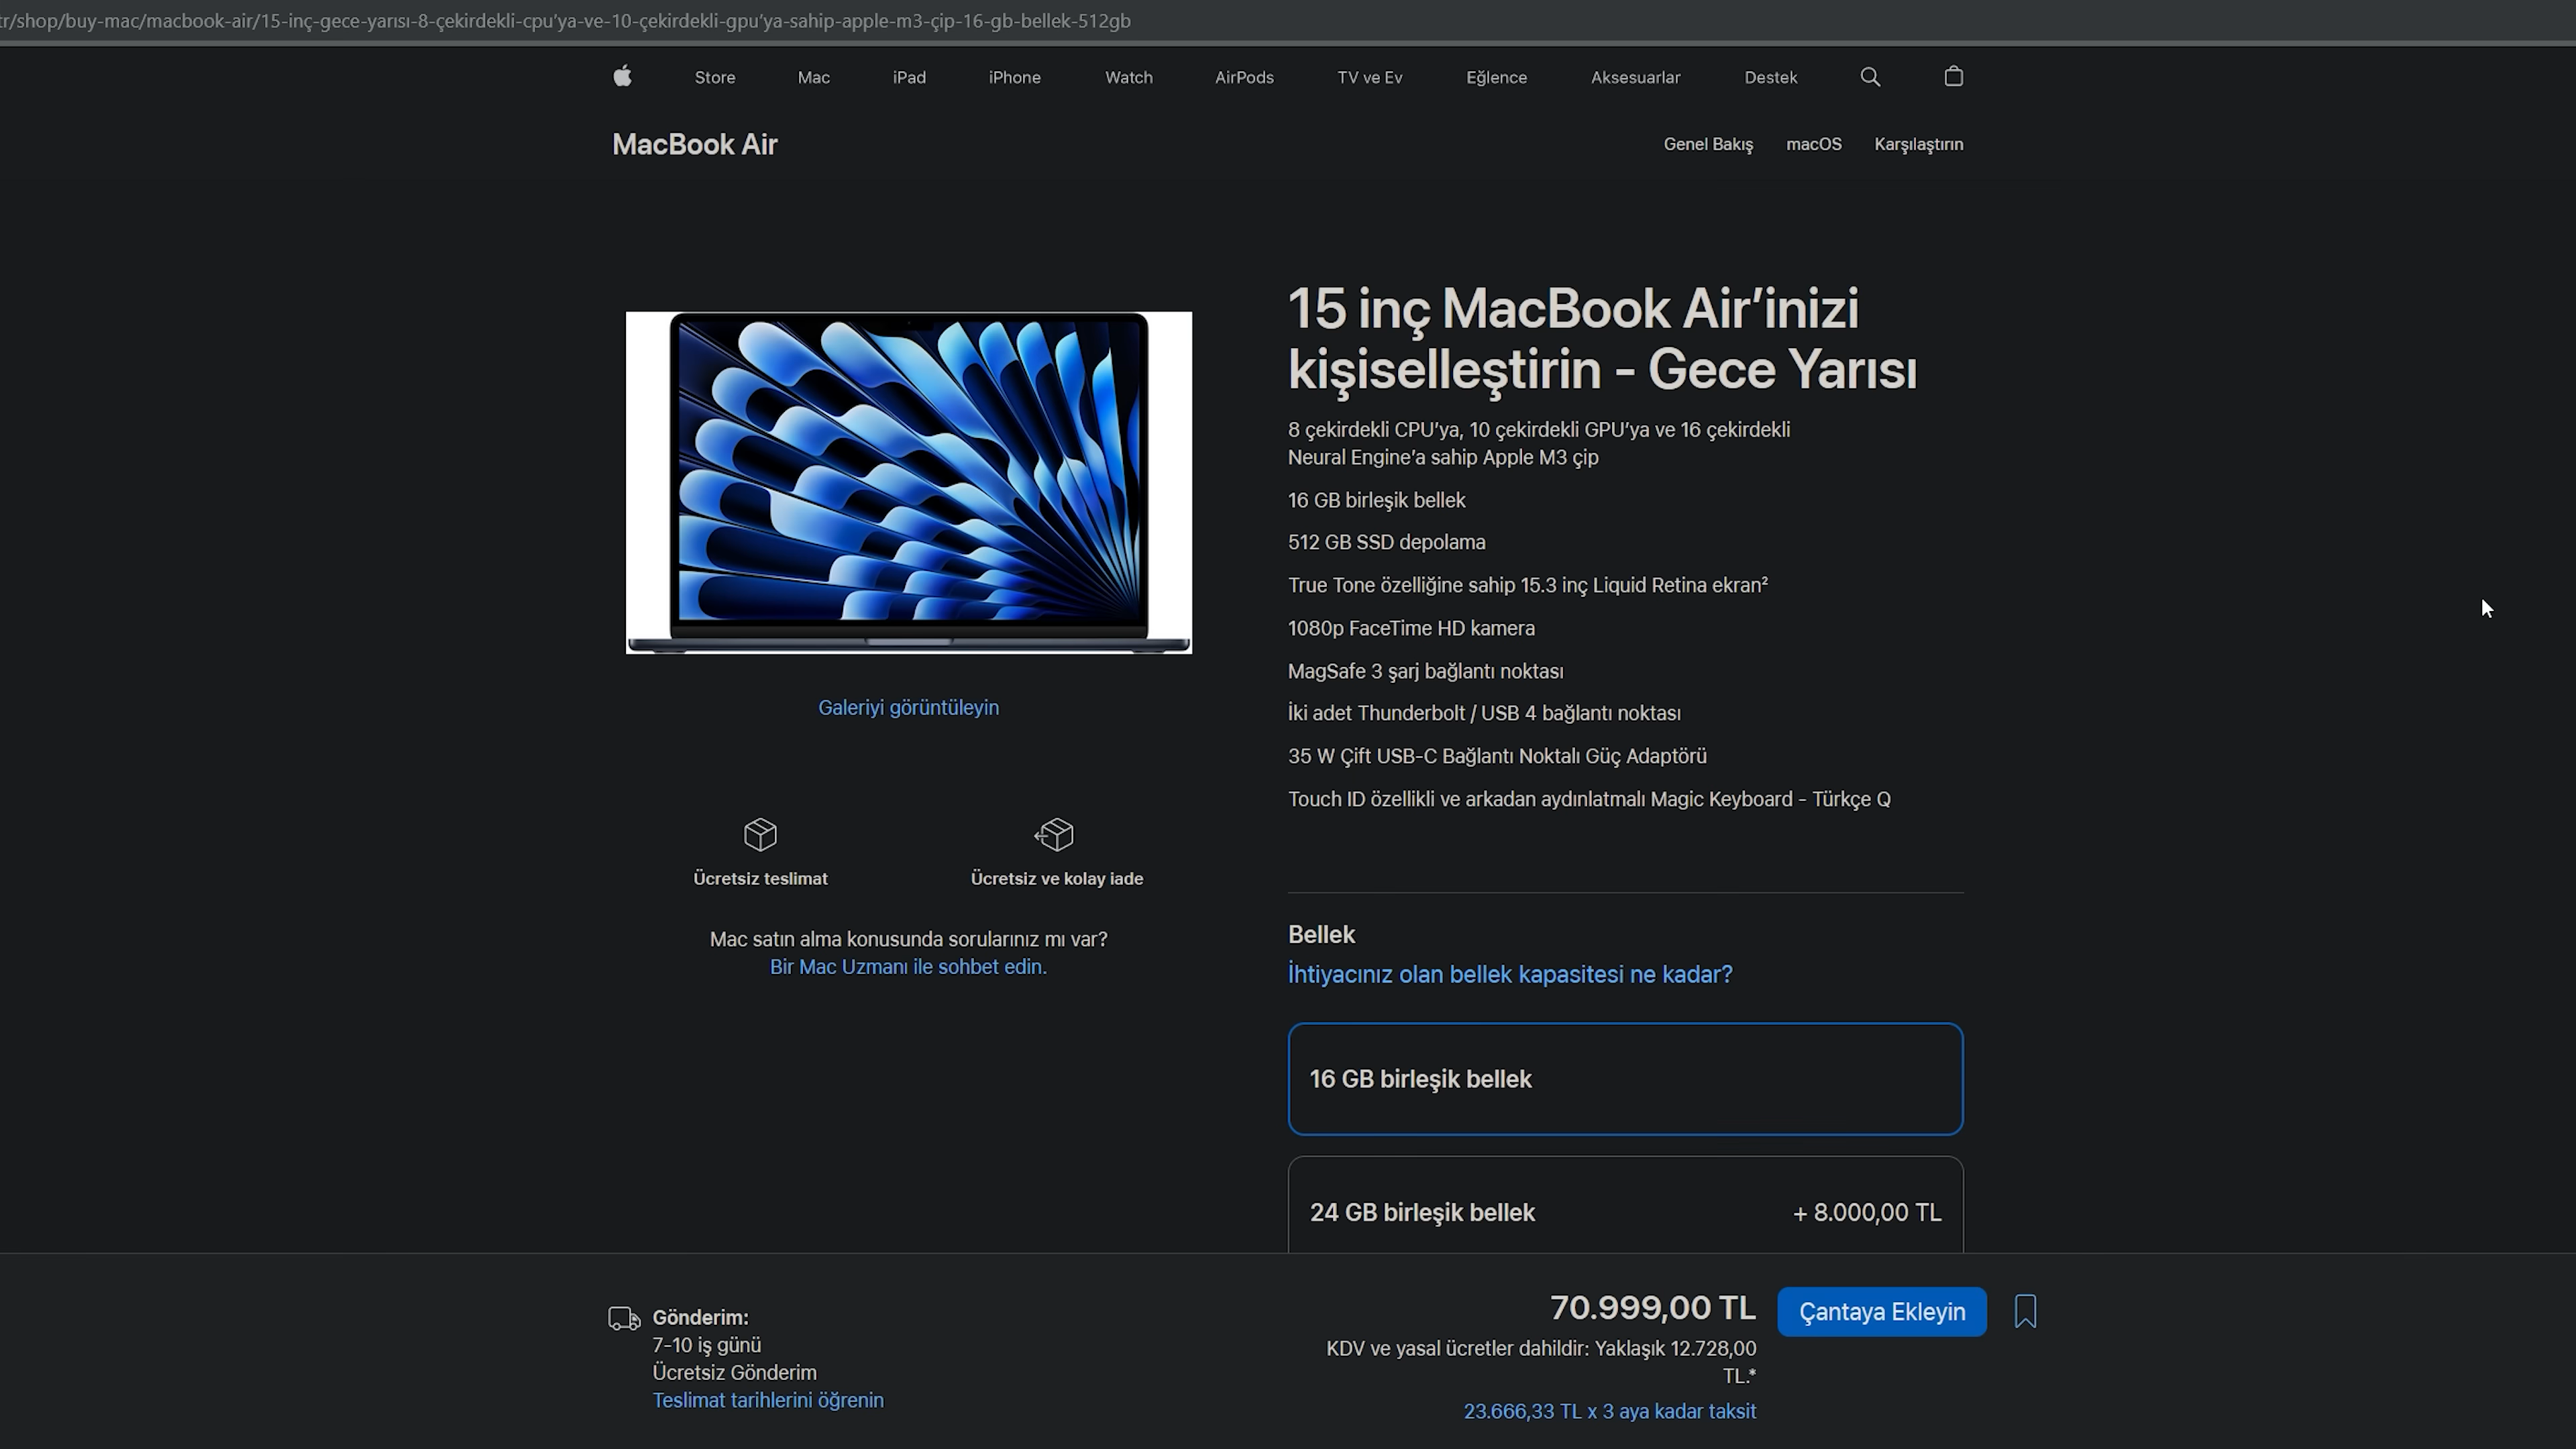 tr/shop/buy-mac/macbook-air/15-inç-gece-yarısı-8-çekirdekli-cpu'ya-ve-10-çekirdekli-gpu'ya-sahip-apple-m3-çip-16-gb-bellek-512gb
Store Mac iPad iPhone Watch AirPods TV ve Ev Eğlence Aksesuarlar Destek
MacBook Air
Genel Bakış macOS Karşılaştırın
15 inç MacBook Air’inizi
kişiselleştirin - Gece Yarısı
8 çekirdekli CPU’ya, 10 çekirdekli GPU’ya ve 16 çekirdekli
Neural Engine’a sahip Apple M3 çip
16 GB birleşik bellek
512 GB SSD depolama
True Tone özelliğine sahip 15.3 inç Liquid Retina ekran²
1080p FaceTime HD kamera
MagSafe 3 şarj bağlantı noktası
İki adet Thunderbolt / USB 4 bağlantı noktası
35 W Çift USB-C Bağlantı Noktalı Güç Adaptörü
Touch ID özellikli ve arkadan aydınlatmalı Magic Keyboard - Türkçe Q
Galeriyi görüntüleyin
Ücretsiz teslimat
Ücretsiz ve kolay iade
Mac satın alma konusunda sorularınız mı var?
Bir Mac Uzmanı ile sohbet edin.
Bellek
İhtiyacınız olan bellek kapasitesi ne kadar?
16 GB birleşik bellek
24 GB birleşik bellek + 8.000,00 TL
Gönderim:
7-10 iş günü
Ücretsiz Gönderim
Teslimat tarihlerini öğrenin
70.999,00 TL
KDV ve yasal ücretler dahildir: Yaklaşık 12.728,00
TL.*
23.666,33 TL x 3 aya kadar taksit
Çantaya Ekleyin